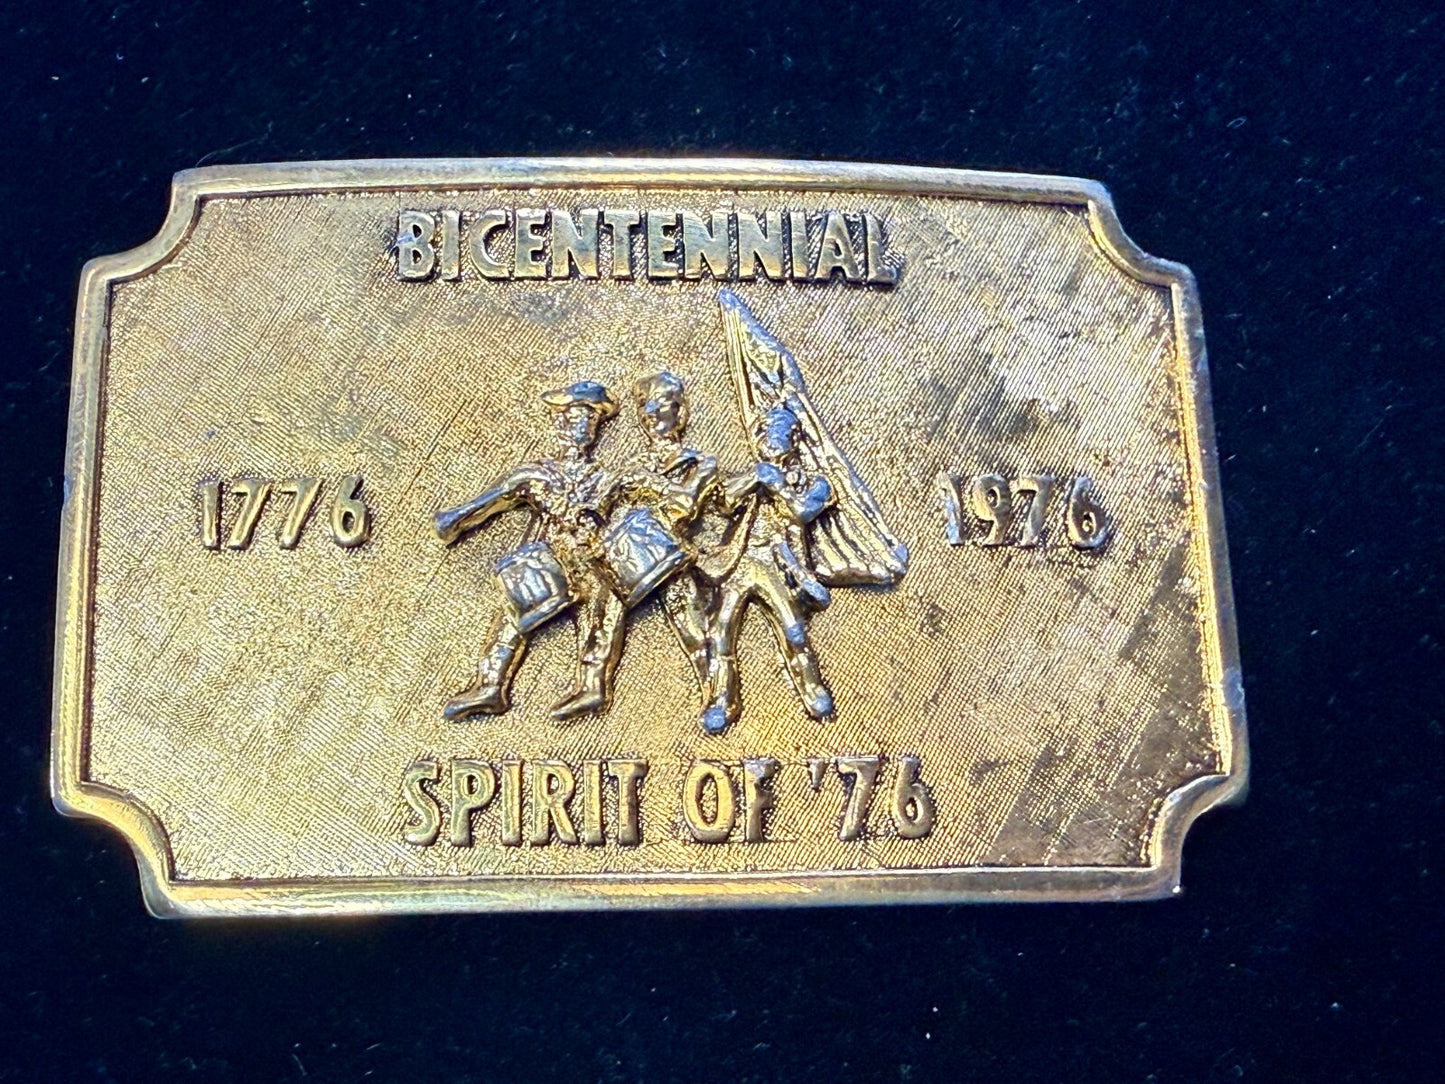 BICENTENNIAL
1776 1976
SPIRIT OF '76